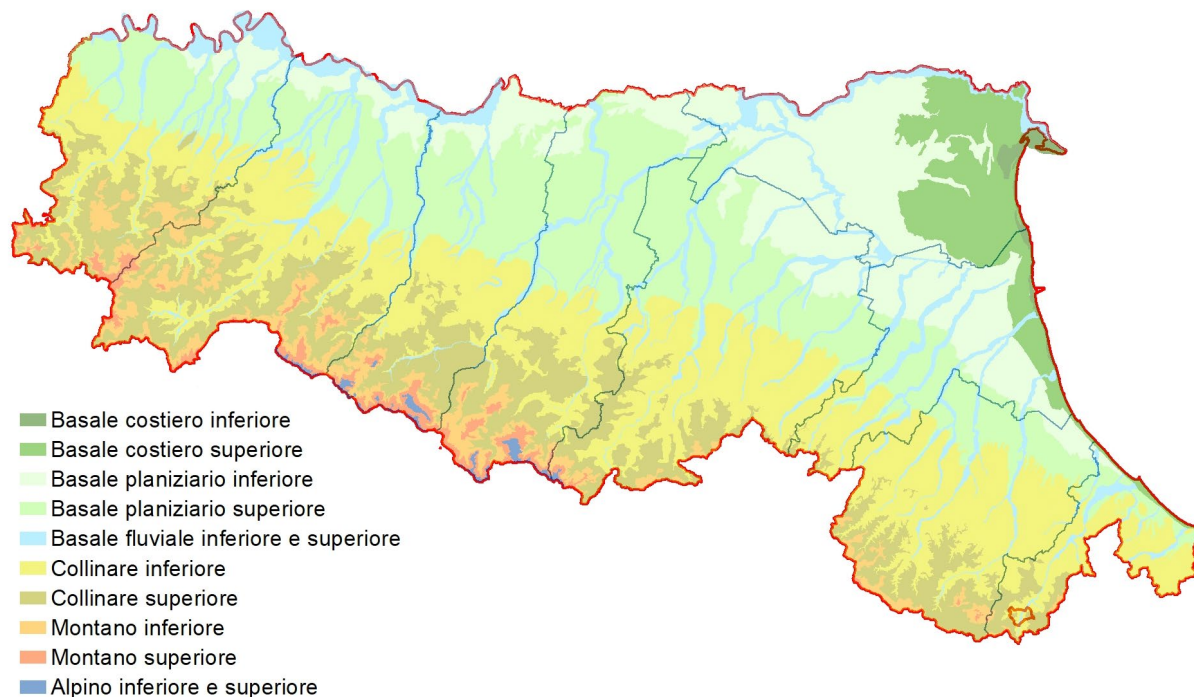 Basale costiero inferiore
Basale costiero superiore
Basale planiziario inferiore
Basale planiziario superiore
Basale fluviale inferiore e superiore
Collinare inferiore
Collinare superiore
Montano inferiore
Montano superiore
Alpino inferiore e superiore